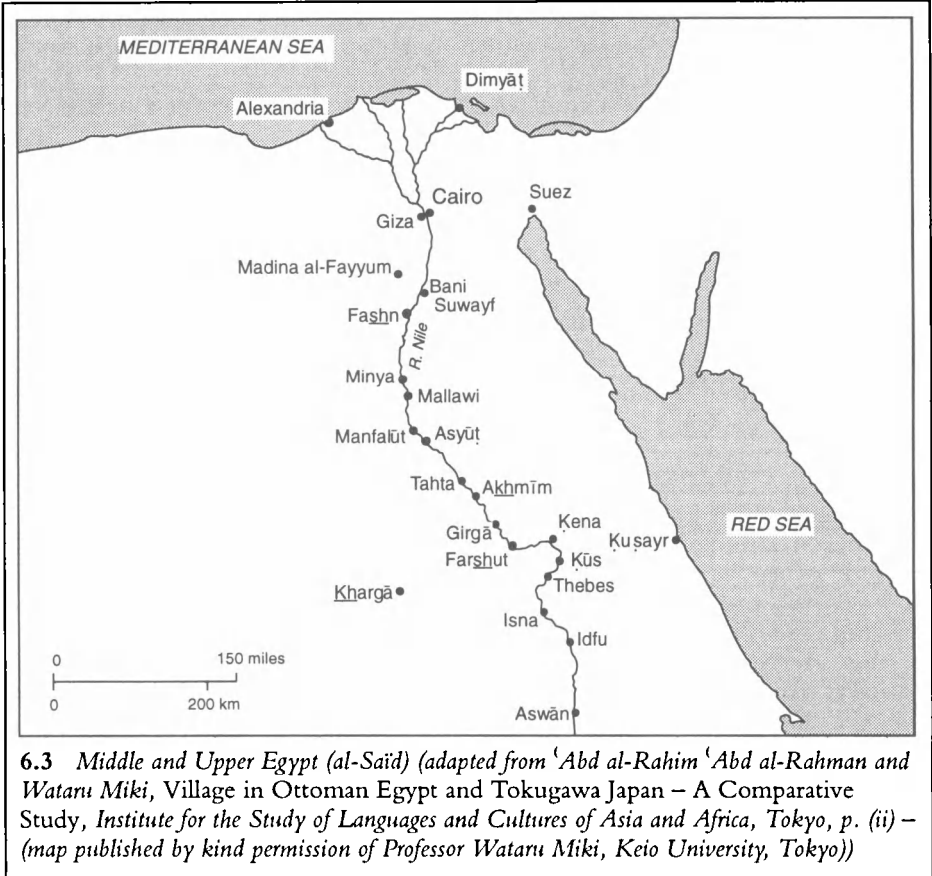 MEDITERRANEAN SEA
Dimyāṭ
Alexandria
Cairo
Suez
Giza
Madina al-Fayyum
Bani
Suwayf
Fashn
R. Nile
Minya
Mallawi
Manfalūt
Asyūṭ
Tahta
Akhmīm
Girgā
Ḳena
Ḳuṣayr
RED SEA
Farshut
Ḳūs
Thebes
Khargā
Isna
Idfu
0 150 miles
0 200 km
Aswān
6.3 Middle and Upper Egypt (al-Saïd) (adapted from ʿAbd al-Rahim ʿAbd al-Rahman and
Wataru Miki, Village in Ottoman Egypt and Tokugawa Japan – A Comparative
Study, Institute for the Study of Languages and Cultures of Asia and Africa, Tokyo, p. (ii) –
(map published by kind permission of Professor Wataru Miki, Keio University, Tokyo))